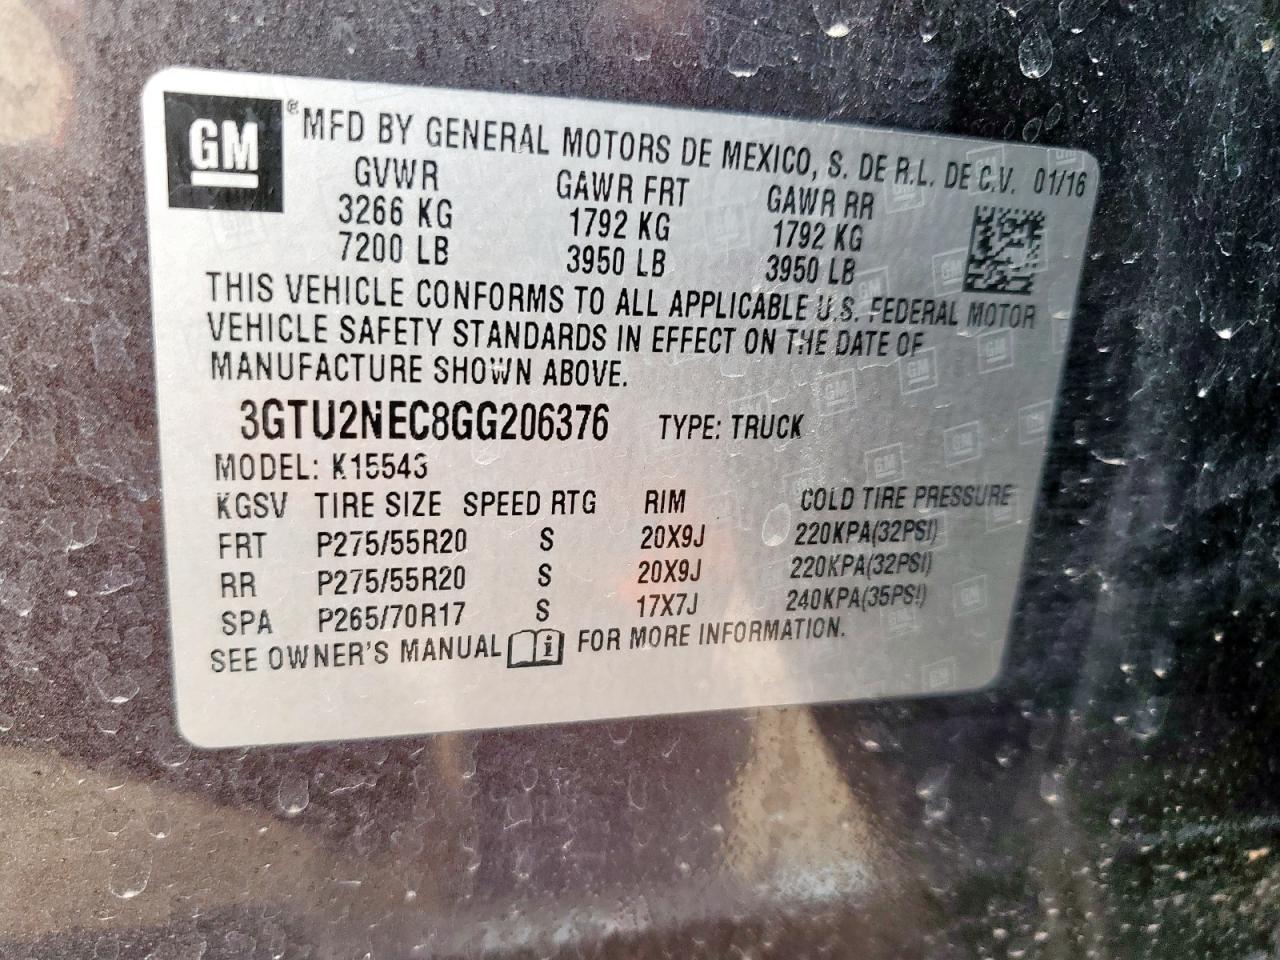 GM ® MFD BY GENERAL MOTORS DE MEXICO, S. DE R.L. DE C.V. 01/16
GVWR GAWR FRT GAWR RR
3266 KG 1792 KG 1792 KG
7200 LB 3950 LB 3950 LB
THIS VEHICLE CONFORMS TO ALL APPLICABLE U.S. FEDERAL MOTOR
VEHICLE SAFETY STANDARDS IN EFFECT ON THE DATE OF
MANUFACTURE SHOWN ABOVE.
3GTU2NEC8GG206376 TYPE: TRUCK
MODEL: K15543
KGSV TIRE SIZE SPEED RTG RIM COLD TIRE PRESSURE
FRT P275/55R20 S 20X9J 220KPA(32PSI)
RR P275/55R20 S 20X9J 220KPA(32PSI)
SPA P265/70R17 S 17X7J 240KPA(35PSI)
SEE OWNER'S MANUAL i FOR MORE INFORMATION.